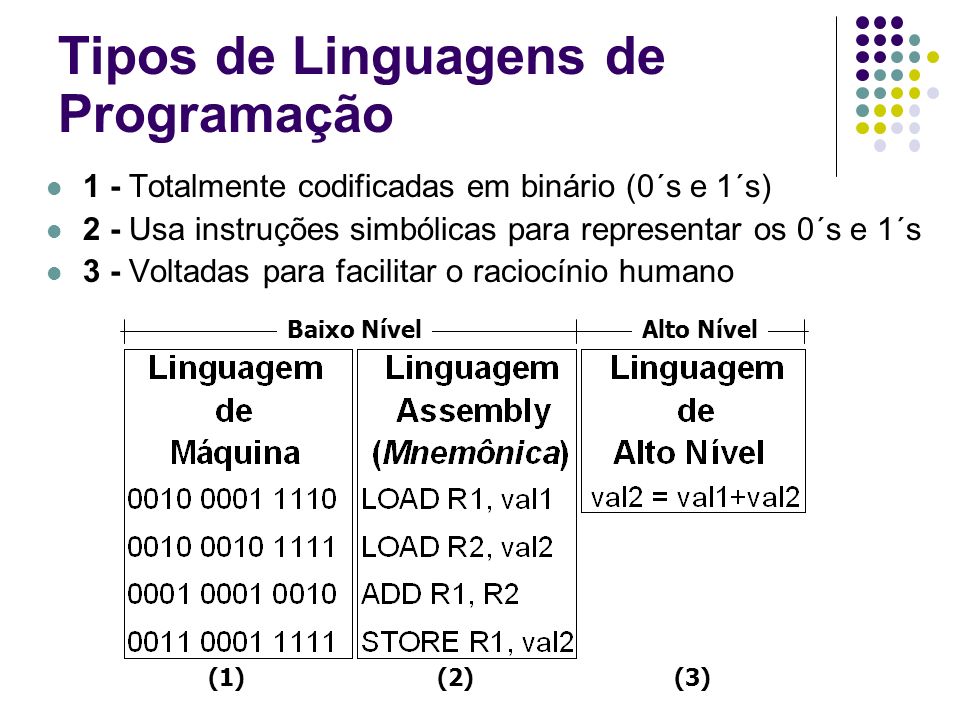 Tipos de Linguagens de
Programação
1 - Totalmente codificadas em binário (0´s e 1´s)
2 - Usa instruções simbólicas para representar os 0´s e 1´s
3 - Voltadas para facilitar o raciocínio humano
Baixo Nível
Alto Nível
Linguagem
de
Máquina
0010 0001 1110
0010 0010 1111
0001 0001 0010
0011 0001 1111
(1)
Linguagem
Assembly
(Mnemônica)
LOAD R1, val1
LOAD R2, val2
ADD R1, R2
STORE R1, val2
(2)
Linguagem
de
Alto Nível
val2 = val1+val2
(3)